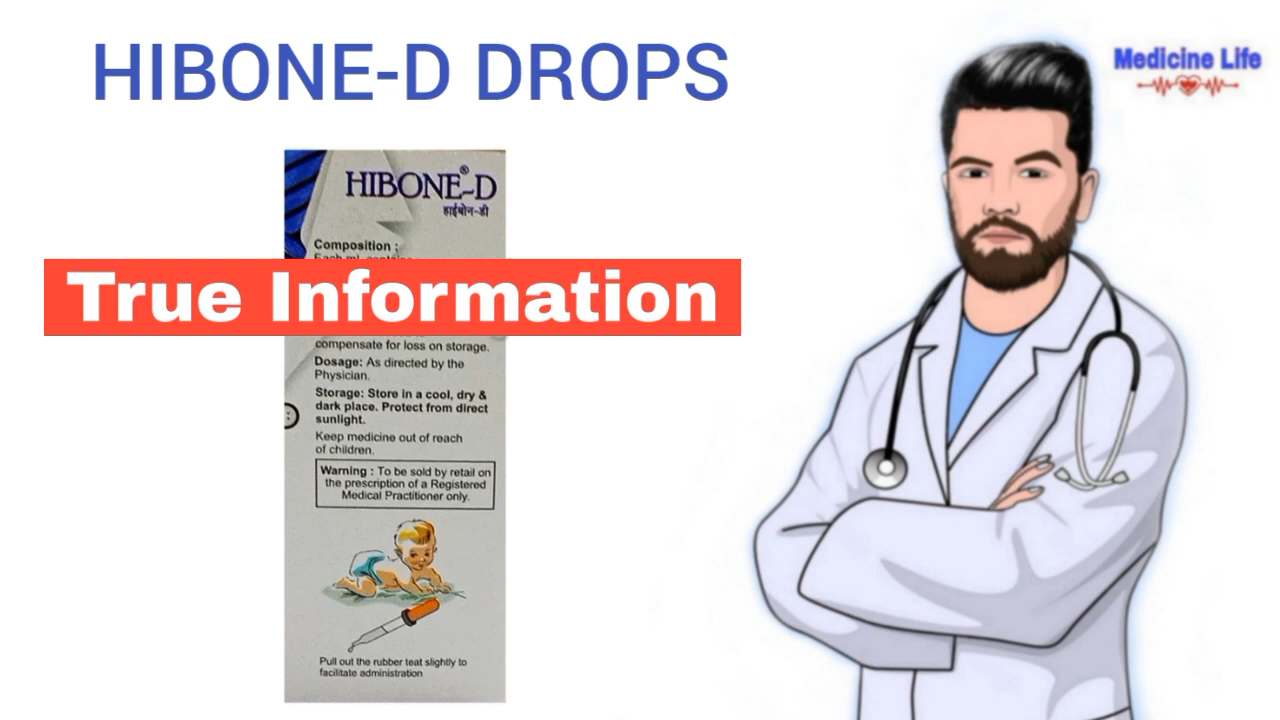 HIBONE-D DROPS
Medicine Life
HIBONE®-D
हाईबोन-डी
Composition :
Each ml. contains
True Information
compensate for loss on storage.
Dosage: As directed by the
Physician.
Storage: Store in a cool, dry &
dark place. Protect from direct
sunlight.
Keep medicine out of reach
of children.
Warning : To be sold by retail on
the prescription of a Registered
Medical Practitioner only.
Pull out the rubber teat slightly to
facilitate administration